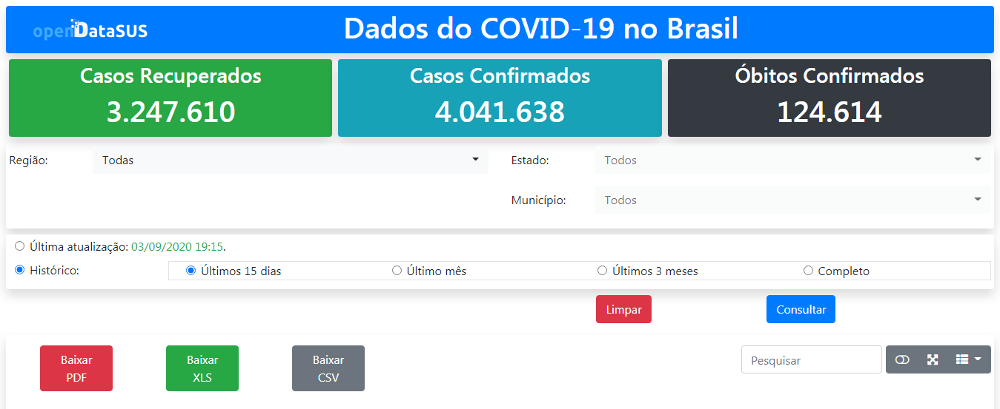 openDataSUS
Dados do COVID-19 no Brasil
Casos Recuperados
3.247.610
Casos Confirmados
4.041.638
Óbitos Confirmados
124.614
Região:
Todas
Estado:
Todos
Município:
Todos
Última atualização: 03/09/2020 19:15.
Histórico:
Últimos 15 dias
Último mês
Últimos 3 meses
Completo
Limpar
Consultar
Baixar
PDF
Baixar
XLS
Baixar
CSV
Pesquisar